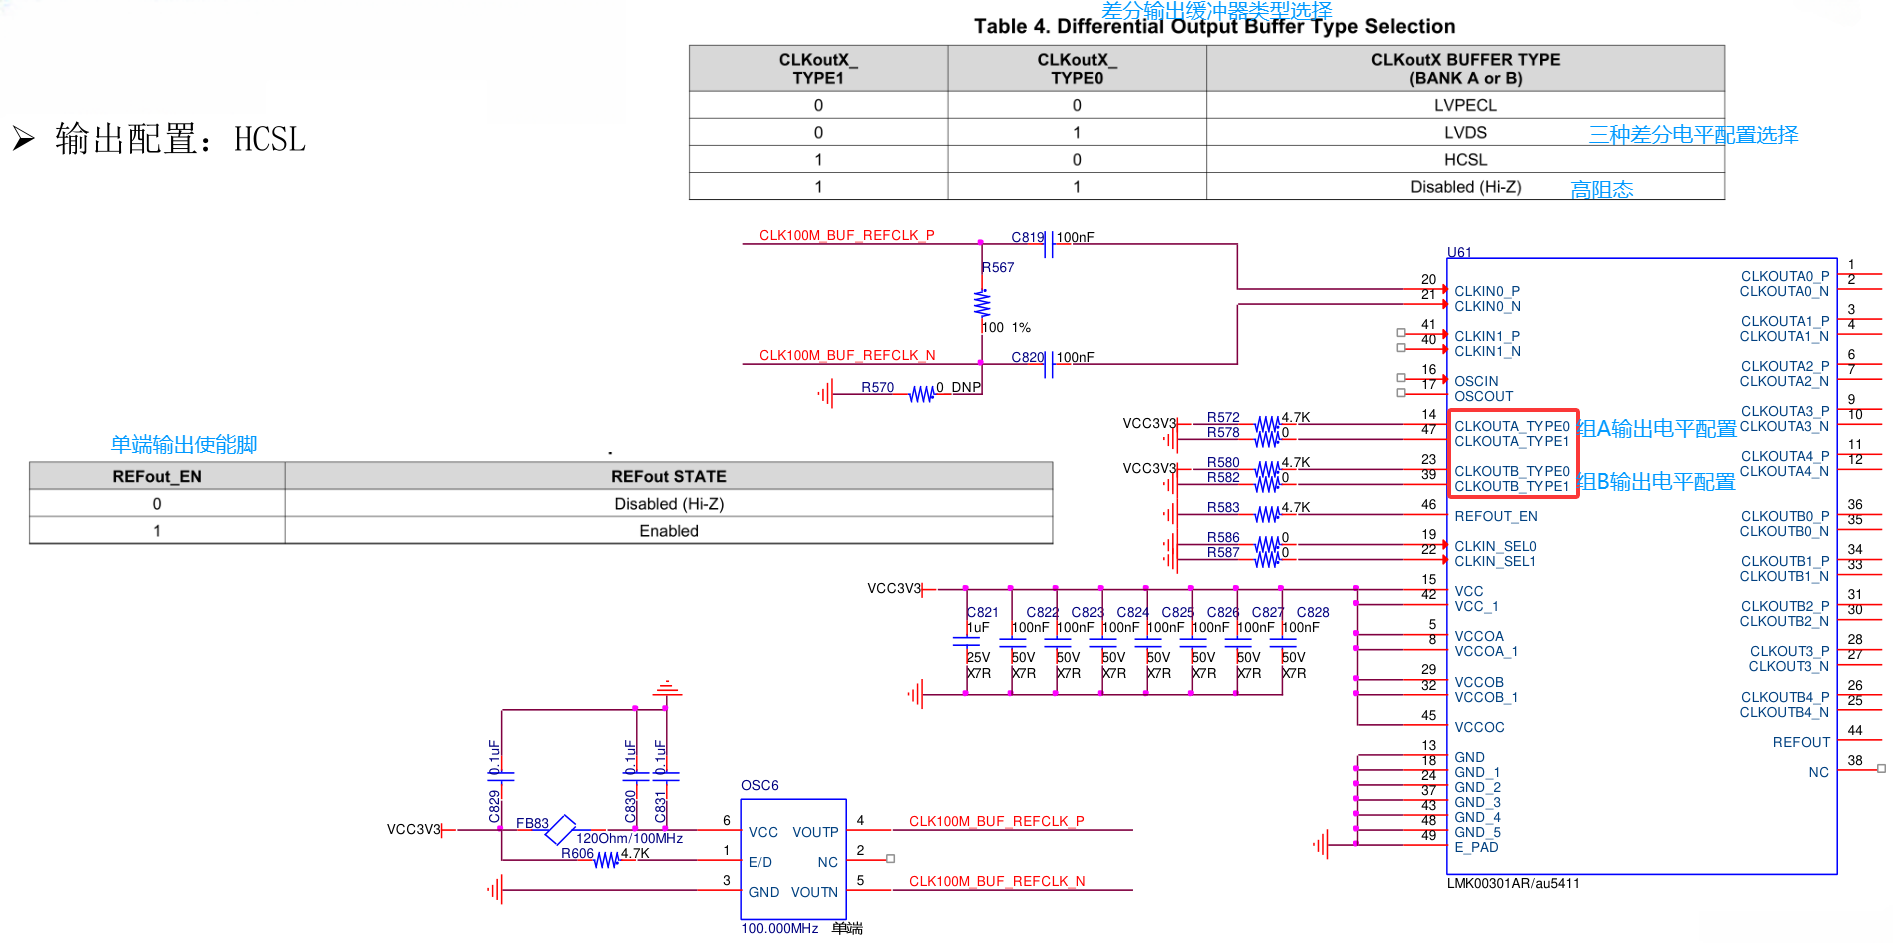 差分输出缓冲器类型选择
Table 4. Differential Output Buffer Type Selection
CLKoutX_ TYPE1 CLKoutX_ TYPE0 CLKoutX BUFFER TYPE (BANK A or B)
0 0 LVPECL
0 1 LVDS 三种差分电平配置选择
1 0 HCSL
1 1 Disabled (Hi-Z) 高阻态
➢ 输出配置：HCSL
CLK100M_BUF_REFCLK_P C819 100nF
R567
100 1%
CLK100M_BUF_REFCLK_N C820 100nF
R570 0 DNP
VCC3V3 R572 4.7K
R578 0
VCC3V3 R580 4.7K
R582 0
R583 4.7K
R586 0
R587 0
单端输出使能脚
REFout_EN REFout STATE
0 Disabled (Hi-Z)
1 Enabled
VCC3V3
C821 C822 C823 C824 C825 C826 C827 C828
1uF 100nF 100nF 100nF 100nF 100nF 100nF 100nF
25V 50V 50V 50V 50V 50V 50V 50V
X7R X7R X7R X7R X7R X7R X7R X7R
U61
20 CLKIN0_P
21 CLKIN0_N
41 CLKIN1_P
40 CLKIN1_N
16 OSCIN
17 OSCOUT
14 CLKOUTA_TYPE0 组A输出电平配置
47 CLKOUTA_TYPE1
23 CLKOUTB_TYPE0
39 CLKOUTB_TYPE1 组B输出电平配置
46 REFOUT_EN
19 CLKIN_SEL0
22 CLKIN_SEL1
15 VCC
42 VCC_1
5 VCCOA
8 VCCOA_1
29 VCCOB
32 VCCOB_1
45 VCCOC
13 GND
18 GND_1
24 GND_2
37 GND_3
43 GND_4
48 GND_5
49 E_PAD
CLKOUTA0_P 1
CLKOUTA0_N 2
CLKOUTA1_P 3
CLKOUTA1_N 4
CLKOUTA2_P 6
CLKOUTA2_N 7
CLKOUTA3_P 9
CLKOUTA3_N 10
CLKOUTA4_P 11
CLKOUTA4_N 12
CLKOUTB0_P 36
CLKOUTB0_N 35
CLKOUTB1_P 34
CLKOUTB1_N 33
CLKOUTB2_P 31
CLKOUTB2_N 30
CLKOUT3_P 28
CLKOUT3_N 27
CLKOUTB4_P 26
CLKOUTB4_N 25
REFOUT 44
NC 38
LMK00301AR/au5411
C829 0.1uF
C830 0.1uF
C831 0.1uF
VCC3V3 FB83
120Ohm/100MHz
R606 4.7K
OSC6
6 VCC VOUTP 4 CLK100M_BUF_REFCLK_P
1 E/D NC 2
3 GND VOUTN 5 CLK100M_BUF_REFCLK_N
100.000MHz 单端